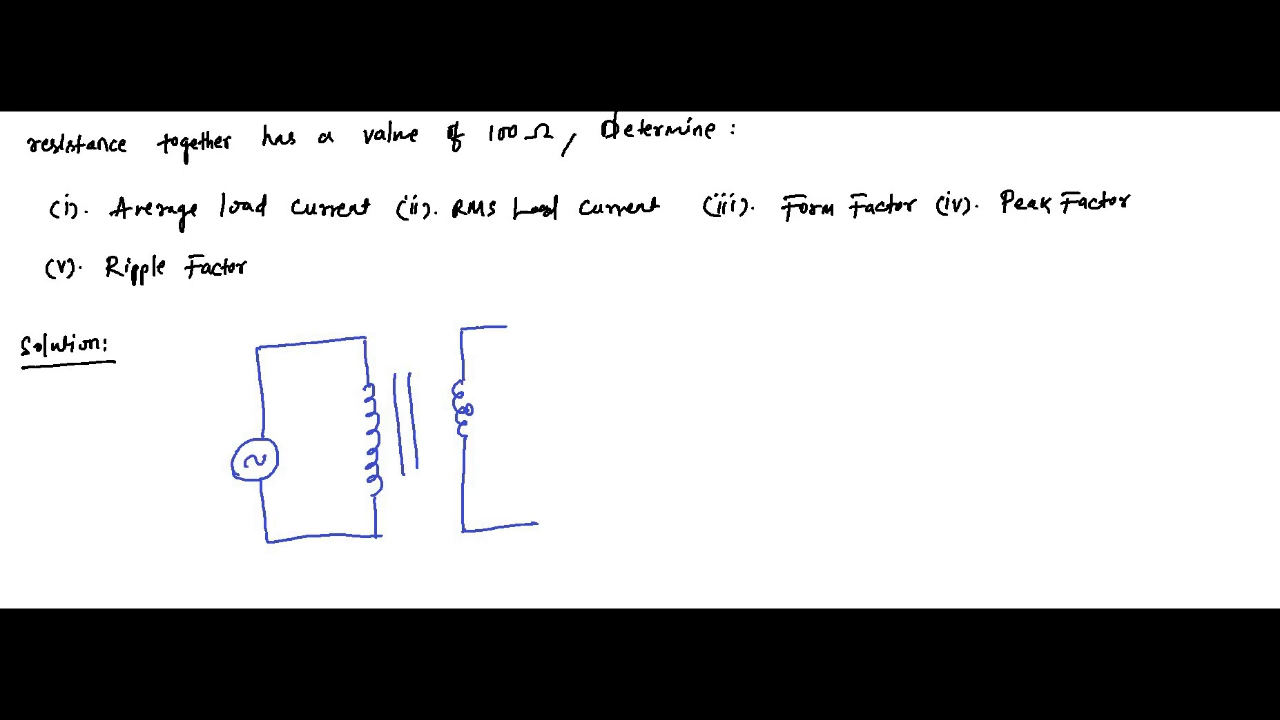 resistance together has a value of 100 Ω, Determine :
(i). Average load current (ii). RMS Load current (iii). Form Factor (iv). Peak Factor
(v). Ripple Factor
Solution: